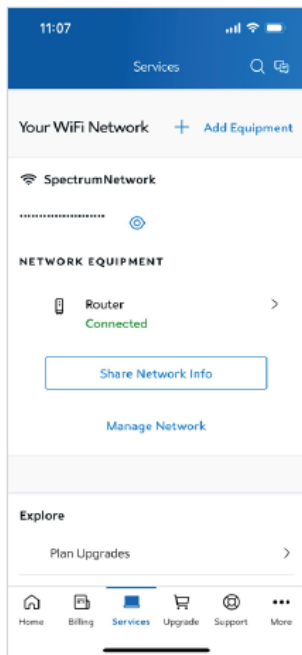 11:07
Services
Your WiFi Network + Add Equipment
SpectrumNetwork
NETWORK EQUIPMENT
Router
Connected
Share Network Info
Manage Network
Explore
Plan Upgrades
Home Billing Services Upgrade Support More